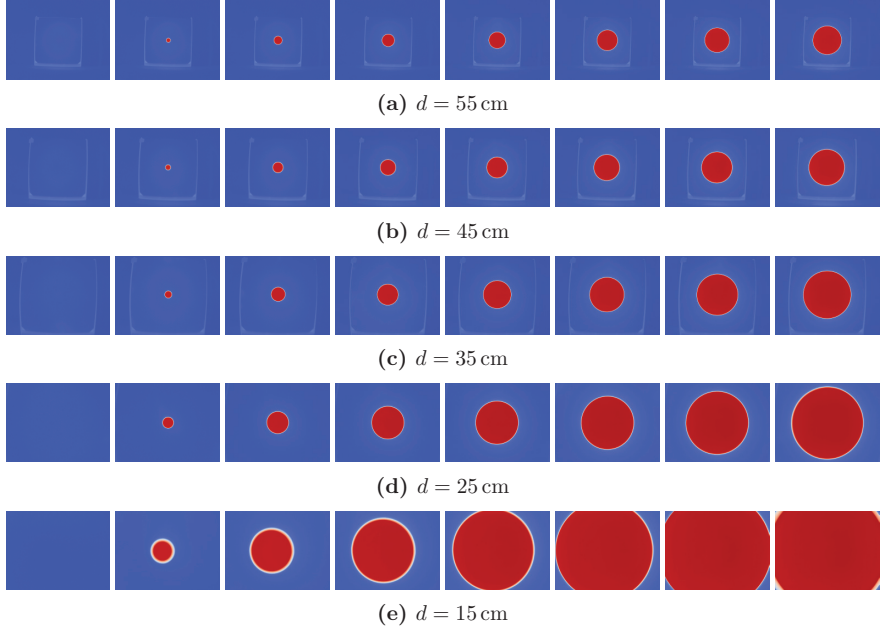 (a) d = 55 cm
(b) d = 45 cm
(c) d = 35 cm
(d) d = 25 cm
(e) d = 15 cm